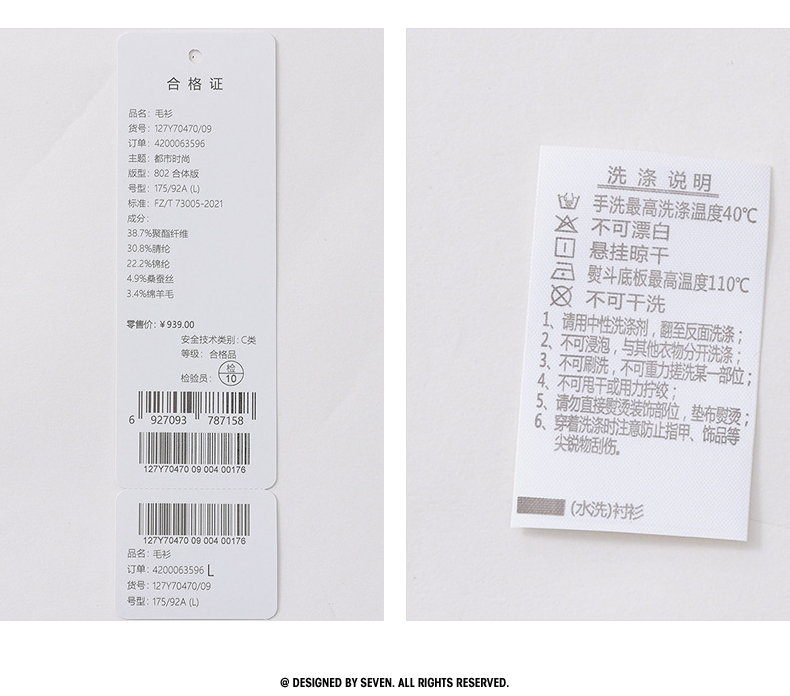 合格证
品名：毛衫
货号：127Y70470/09
订单：4200063596
主题：都市时尚
版型：802 合体版
号型：175/92A (L)
标准：FZ/T 73005-2021
成分：
38.7%聚酯纤维
30.8%腈纶
22.2%锦纶
4.9%桑蚕丝
3.4%绵羊毛
零售价：￥939.00
安全技术类别：C类
等级：合格品
检验员：检 10
6 927093 787158
127Y70470 09 004 00176
127Y70470 09 004 00176
品名：毛衫
订单：4200063596 L
货号：127Y70470/09
号型：175/92A (L)
洗涤说明
手洗最高洗涤温度40℃
不可漂白
悬挂晾干
熨斗底板最高温度110℃
不可干洗
1、请用中性洗涤剂，翻至反面洗涤；
2、不可浸泡，与其他衣物分开洗涤；
3、不可刷洗，不可重力搓洗某一部位；
4、不可甩干或用力拧绞；
5、请勿直接熨烫装饰部位，垫布熨烫；
6、穿着洗涤时注意防止指甲、饰品等
尖锐物刮伤。
(水洗)衬衫
@ DESIGNED BY SEVEN. ALL RIGHTS RESERVED.